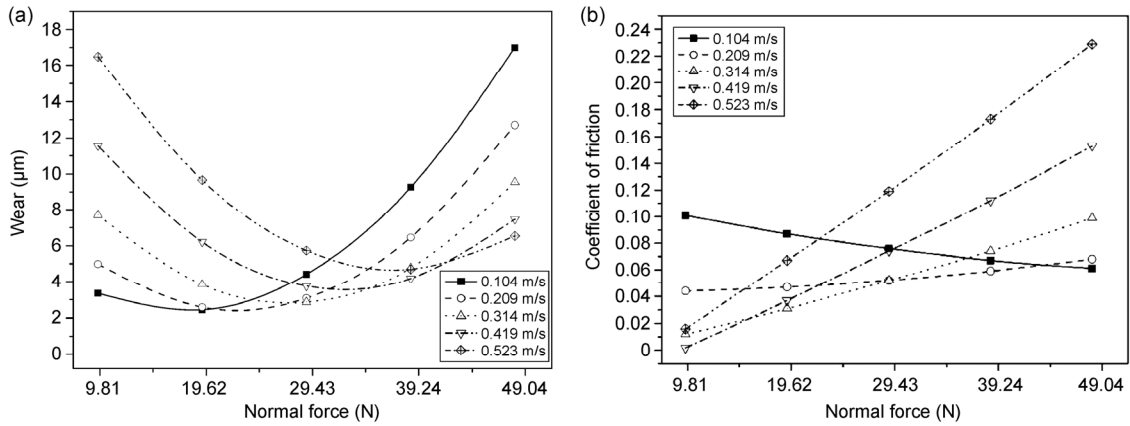 (a)
18
16
14
12
10
8
6
4
2
0
Wear (μm)
0.104 m/s
0.209 m/s
0.314 m/s
0.419 m/s
0.523 m/s
9.81 19.62 29.43 39.24 49.04
Normal force (N)
(b)
0.24
0.22
0.20
0.18
0.16
0.14
0.12
0.10
0.08
0.06
0.04
0.02
0
Coefficient of friction
0.104 m/s
0.209 m/s
0.314 m/s
0.419 m/s
0.523 m/s
9.81 19.62 29.43 39.24 49.04
Normal force (N)